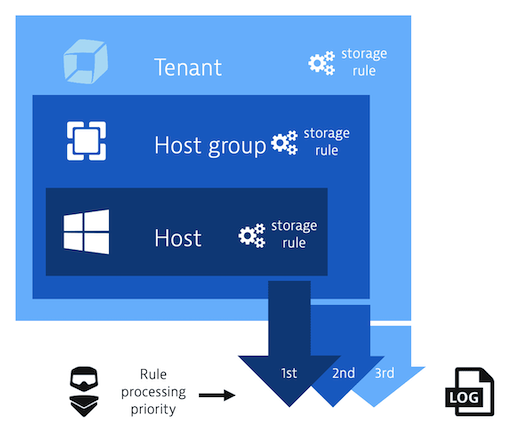 Tenant
storage
rule
Host group
storage
rule
Host
storage
rule
1st
2nd
3rd
Rule
processing
priority
LOG